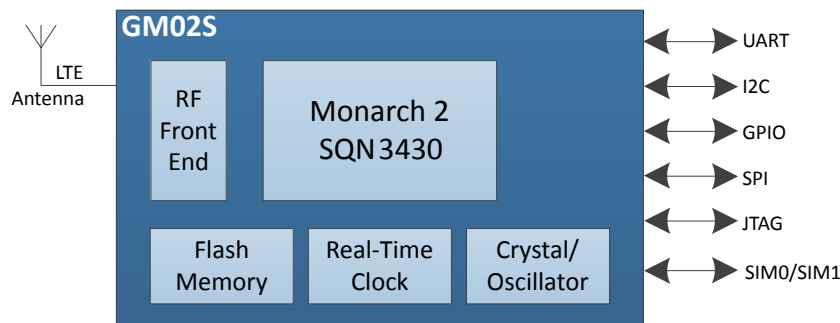 GM02S
LTE
Antenna
RF
Front
End
Monarch 2
SQN3430
Flash
Memory
Real-Time
Clock
Crystal/
Oscillator
UART
I2C
GPIO
SPI
JTAG
SIM0/SIM1